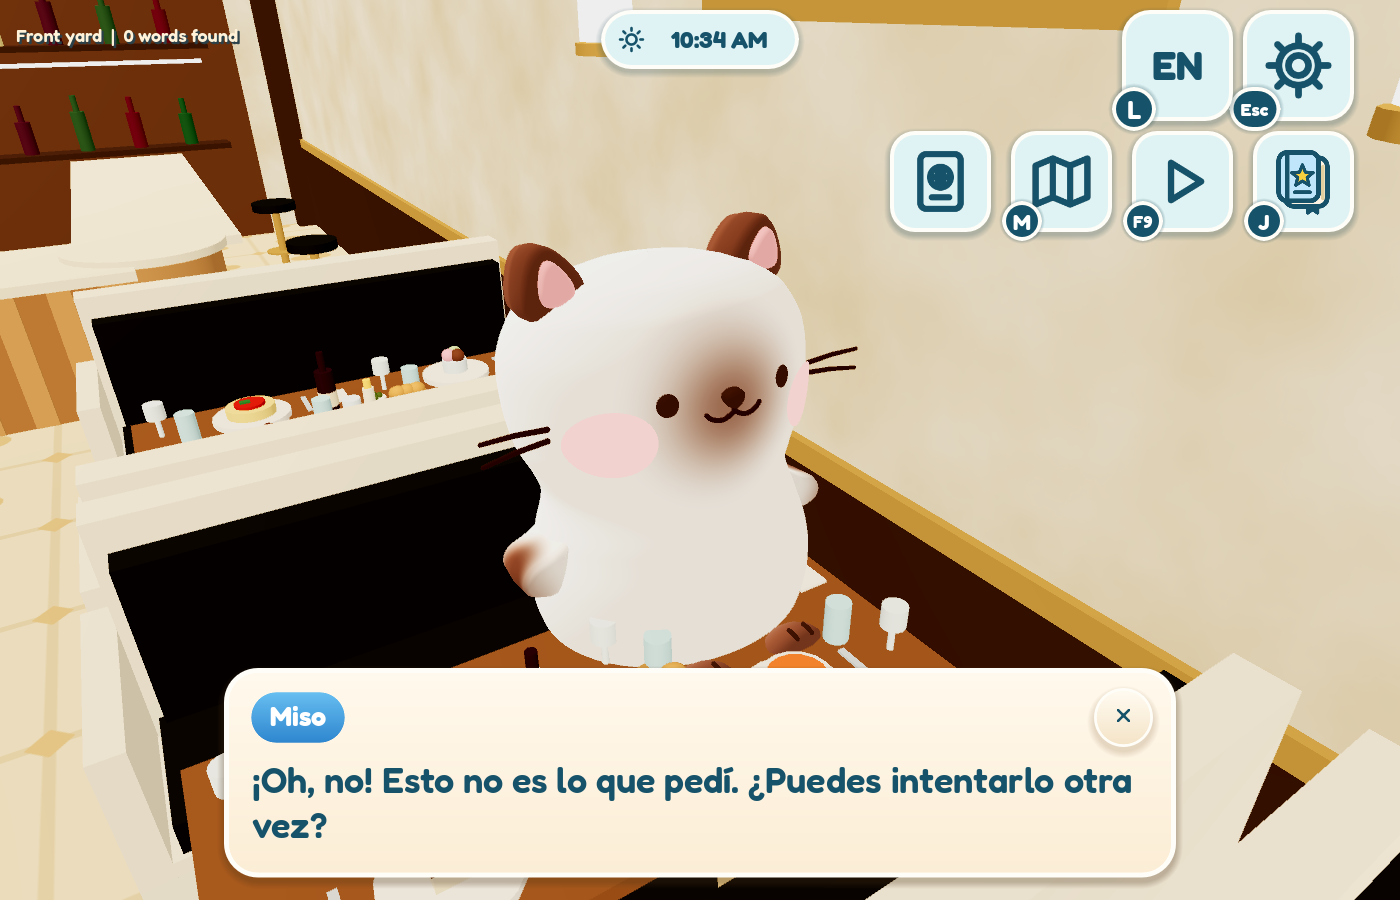 Front yard | 0 words found
10:34 AM
EN
L
Esc
M
F9
J
Miso
¡Oh, no! Esto no es lo que pedí. ¿Puedes intentarlo otra
vez?